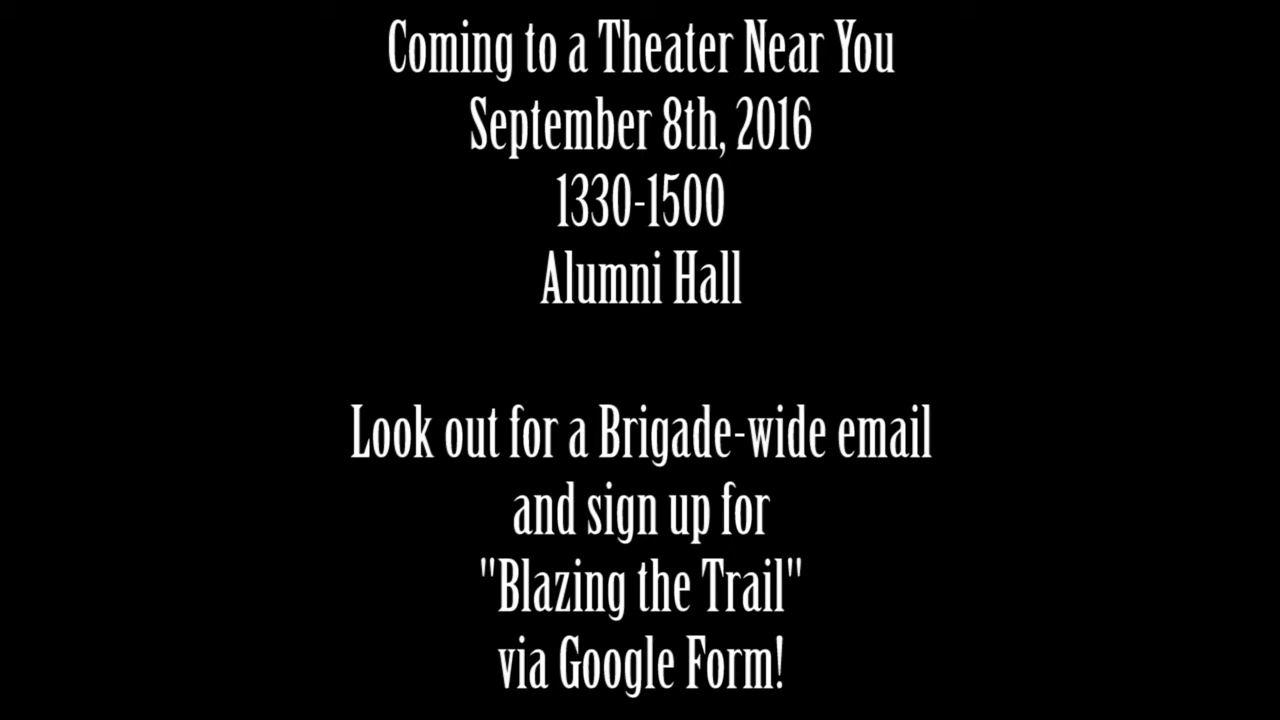 Coming to a Theater Near You
September 8th, 2016
1330-1500
Alumni Hall
Look out for a Brigade-wide email
and sign up for
"Blazing the Trail"
via Google Form!